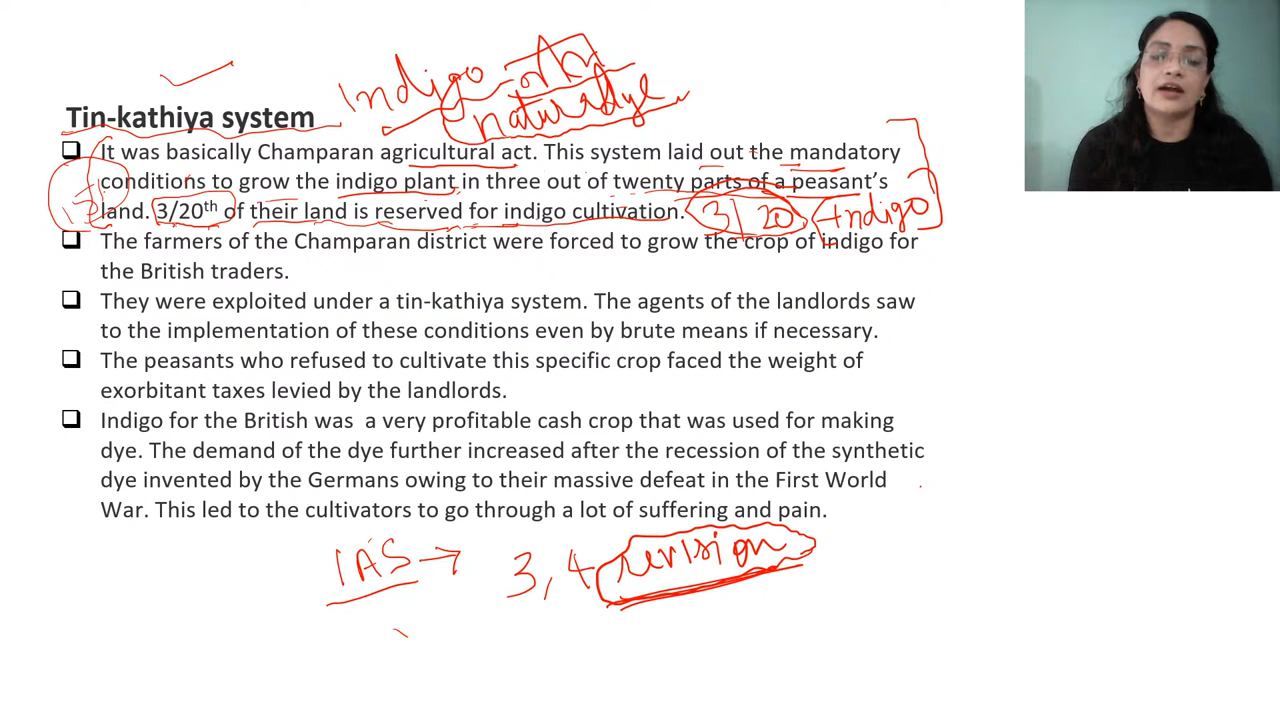 Indigo
natural dye
Tin-kathiya system
It was basically Champaran agricultural act. This system laid out the mandatory
conditions to grow the indigo plant in three out of twenty parts of a peasant's
land. 3/20th of their land is reserved for indigo cultivation. 3/20 Indigo
The farmers of the Champaran district were forced to grow the crop of indigo for
the British traders.
They were exploited under a tin-kathiya system. The agents of the landlords saw
to the implementation of these conditions even by brute means if necessary.
The peasants who refused to cultivate this specific crop faced the weight of
exorbitant taxes levied by the landlords.
Indigo for the British was a very profitable cash crop that was used for making
dye. The demand of the dye further increased after the recession of the synthetic
dye invented by the Germans owing to their massive defeat in the First World
War. This led to the cultivators to go through a lot of suffering and pain.
IAS → 3, 4 revision